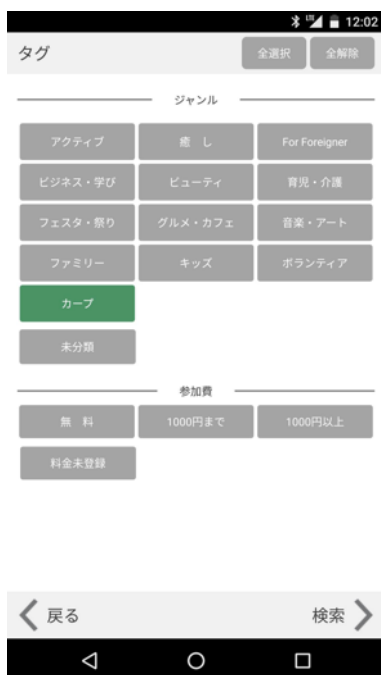 LTE 12:02
タグ 全選択 全解除
ジャンル
アクティブ 癒 し For Foreigner
ビジネス・学び ビューティ 育児・介護
フェスタ・祭り グルメ・カフェ 音楽・アート
ファミリー キッズ ボランティア
カープ
未分類
参加費
無 料 1000円まで 1000円以上
料金未登録
戻る 検索